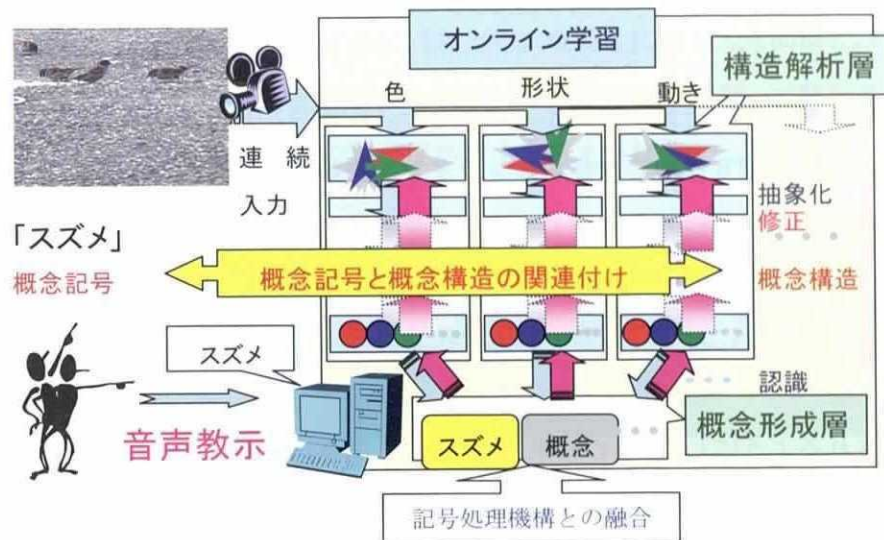 オンライン学習
構造解析層
色
形状
動き
連 続
入力
抽象化
修正
「スズメ」
概念記号
概念記号と概念構造の関連付け
概念構造
スズメ
認識
音声教示
スズメ
概念
概念形成層
記号処理機構との融合